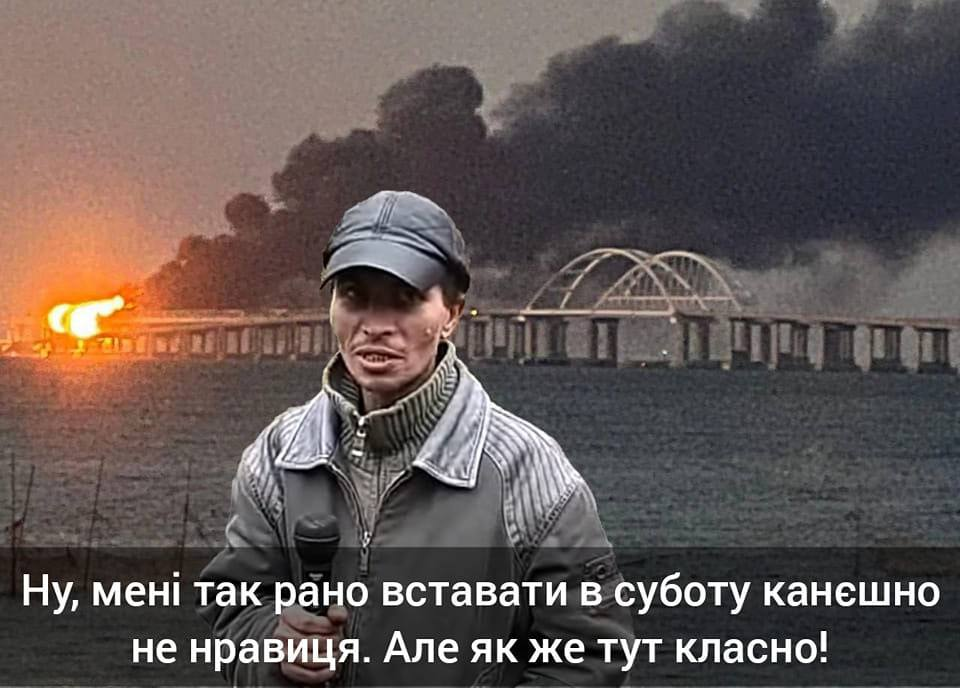 Ну, мені так рано вставати в суботу канєшно
не нравиця. Але як же тут класно!